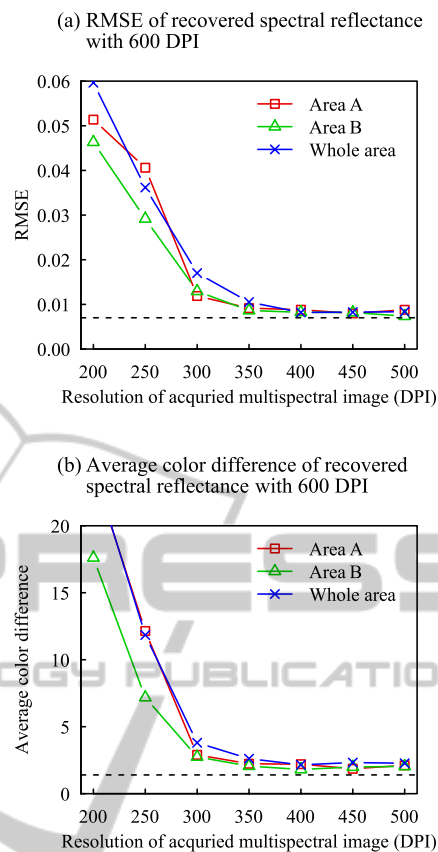 (a) RMSE of recovered spectral reflectance
with 600 DPI
0.06
0.05
0.04
0.03
0.02
0.01
0.00
RMSE
Area A
Area B
Whole area
200 250 300 350 400 450 500
Resolution of acquried multispectral image (DPI)
(b) Average color difference of recovered
spectral reflectance with 600 DPI
20
15
10
5
0
Average color difference
Area A
Area B
Whole area
PRESS
OGY PUBLICATION
200 250 300 350 400 450 500
Resolution of acquried multispectral image (DPI)